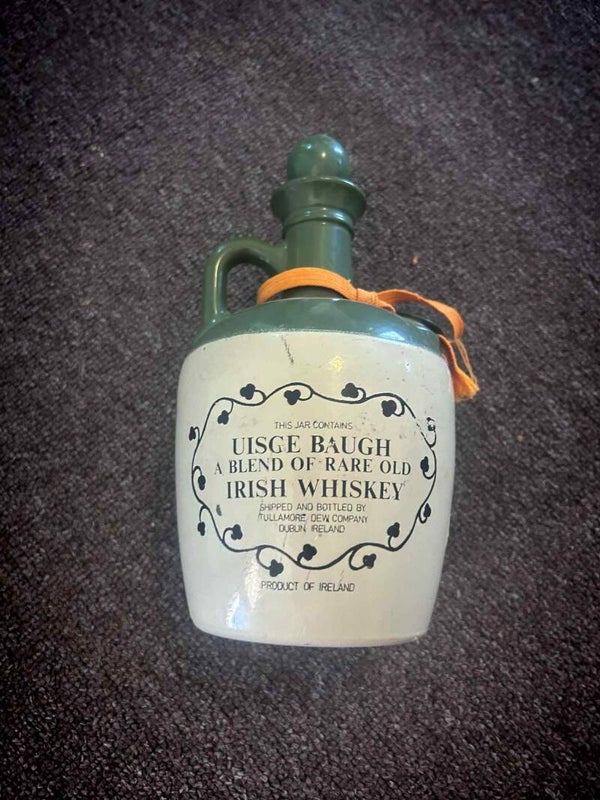 THIS JAR CONTAINS
UISGE BAUGH
A BLEND OF RARE OLD
IRISH WHISKEY
SHIPPED AND BOTTLED BY
TULLAMORE DEW COMPANY
DUBLIN IRELAND
PRODUCT OF IRELAND